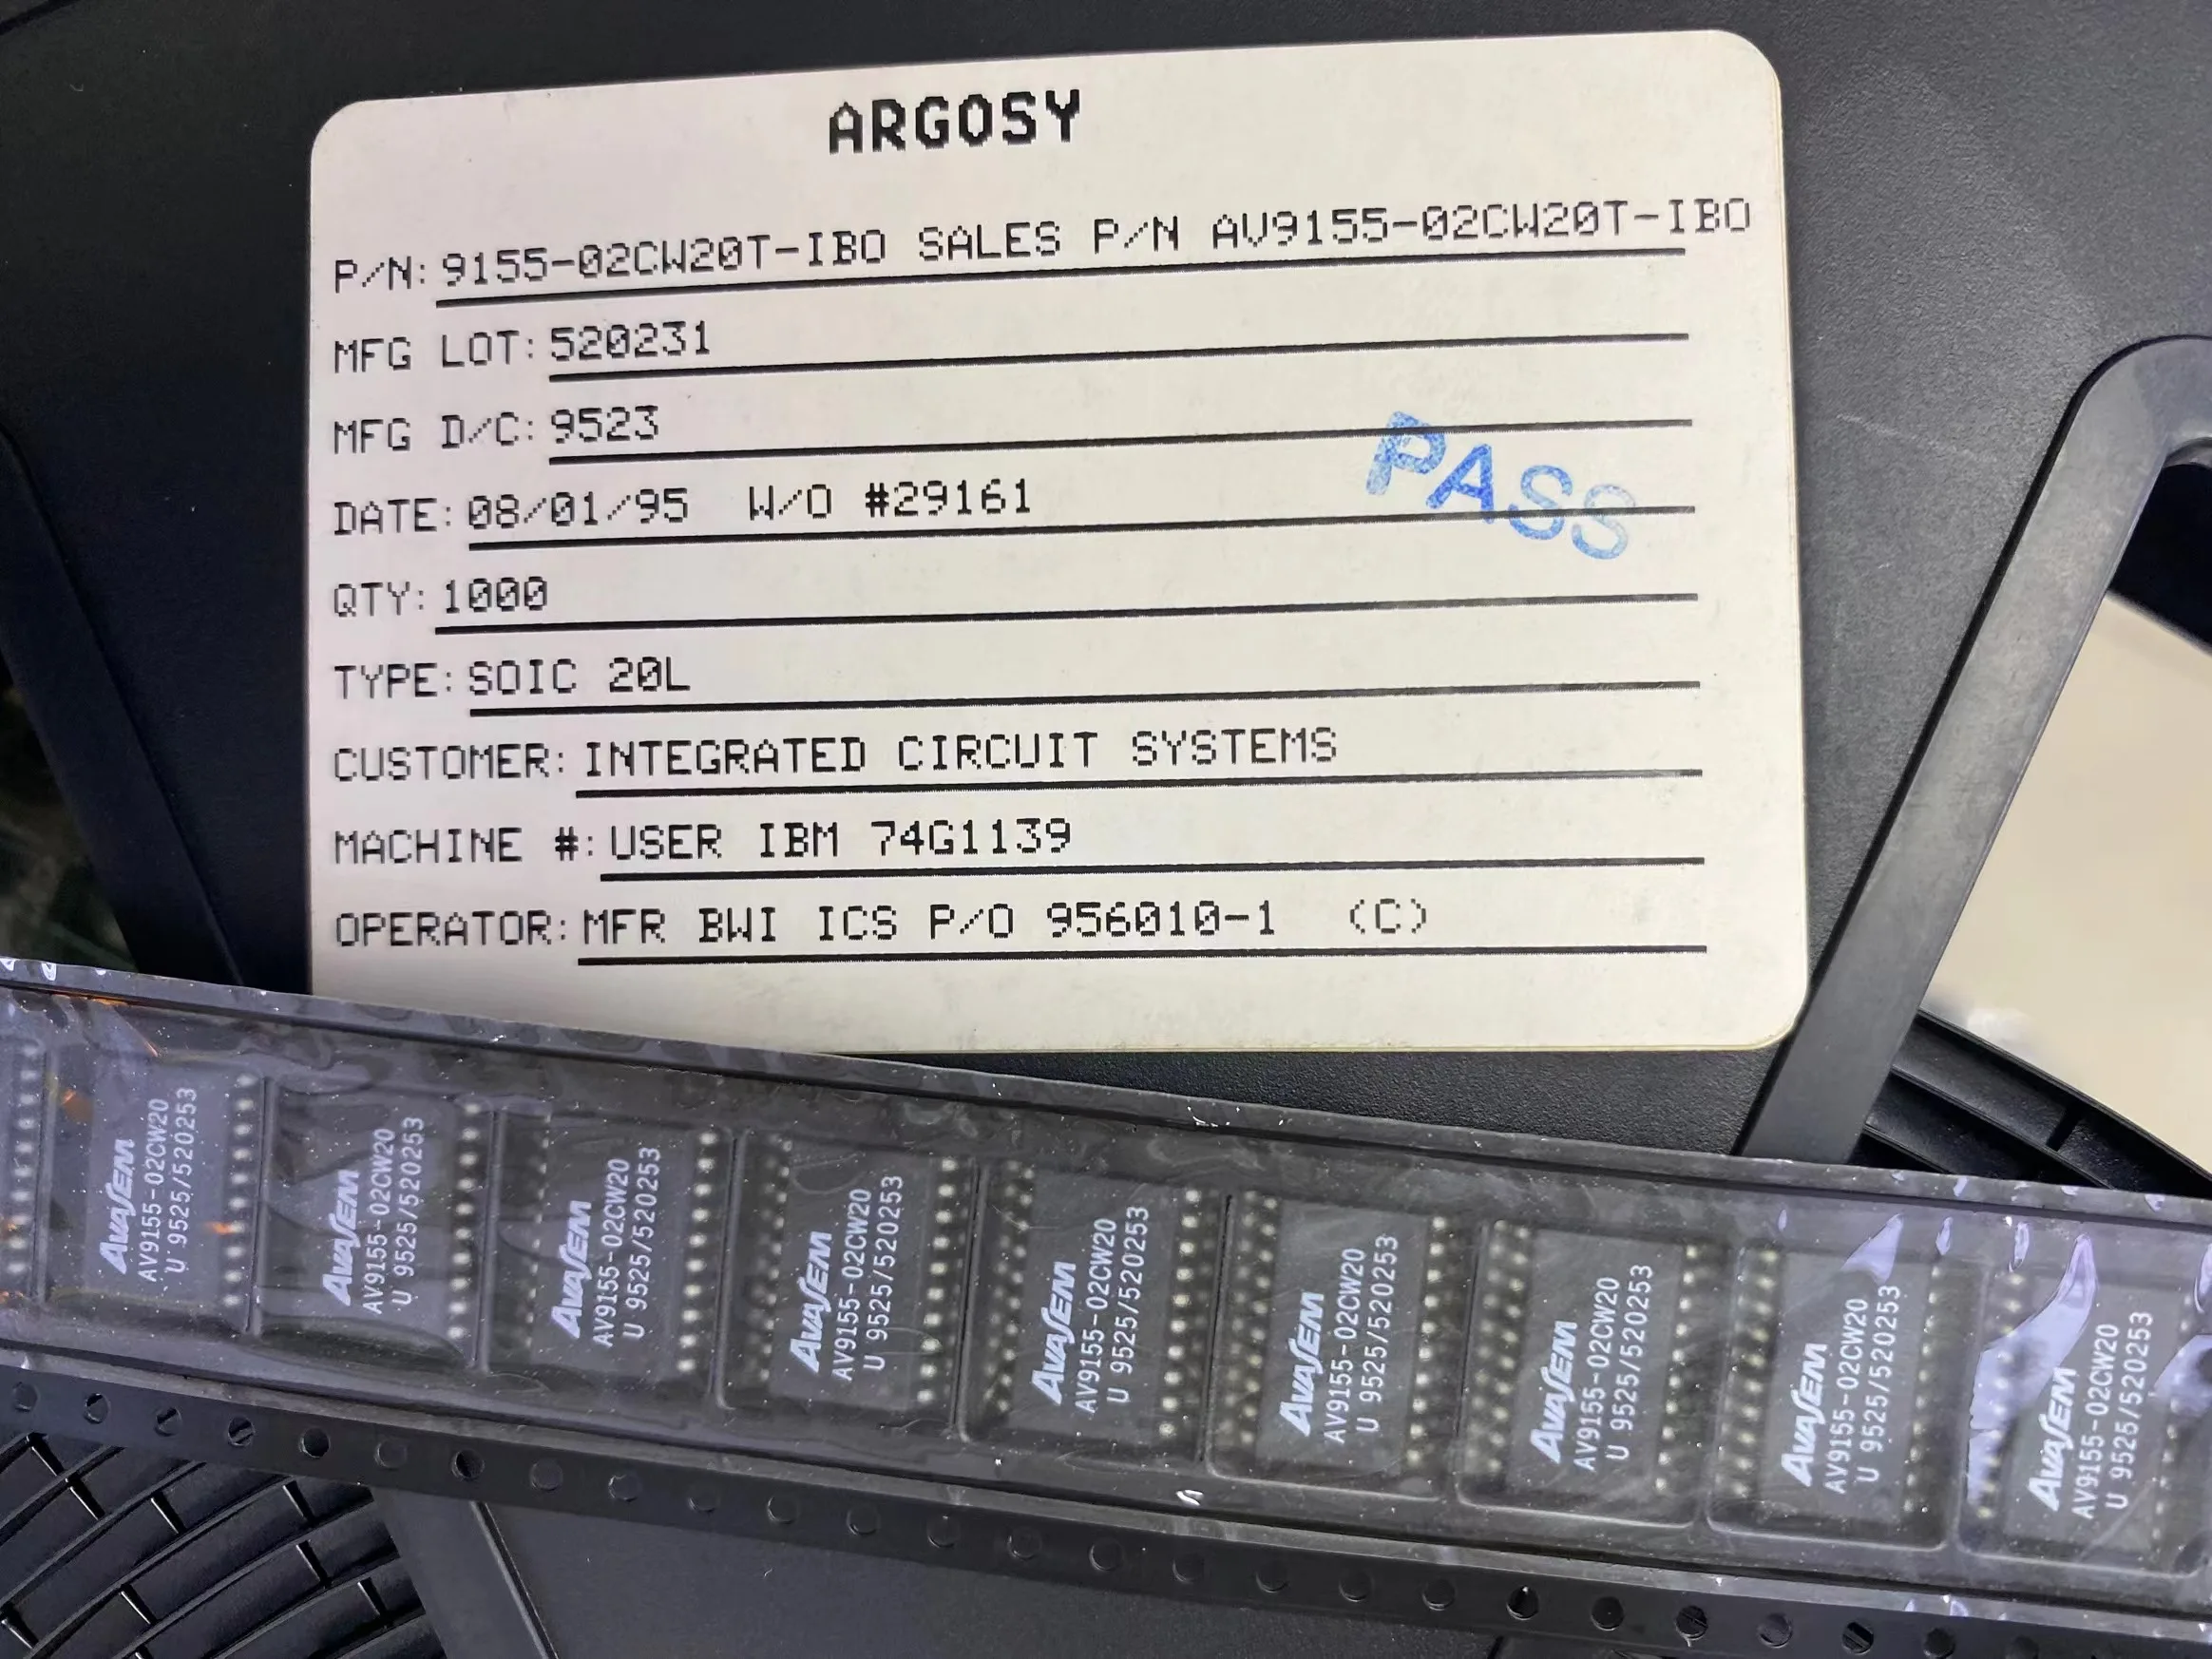 ARGOSY
P/N: 9155-02CW20T-IBO SALES P/N AV9155-02CW20T-IBO
MFG LOT: 520231
MFG D/C: 9523
DATE: 08/01/95 W/O #29161
PASS
QTY: 1000
TYPE: SOIC 20L
CUSTOMER: INTEGRATED CIRCUIT SYSTEMS
MACHINE #: USER IBM 74G1139
OPERATOR: MFR BWI ICS P/O 956010-1 (C)
AVASEM
AV9155-02CW20
U 9525/520253
AVASEM
AV9155-02CW20
U 9525/520253
AVASEM
AV9155-02CW20
U 9525/520253
AVASEM
AV9155-02CW20
U 9525/520253
AVASEM
AV9155-02CW20
U 9525/520253
AVASEM
AV9155-02CW20
U 9525/520253
AVASEM
AV9155-02CW20
U 9525/520253
AVASEM
AV9155-02CW20
U 9525/520253
AVASEM
AV9155-02CW20
U 9525/520253